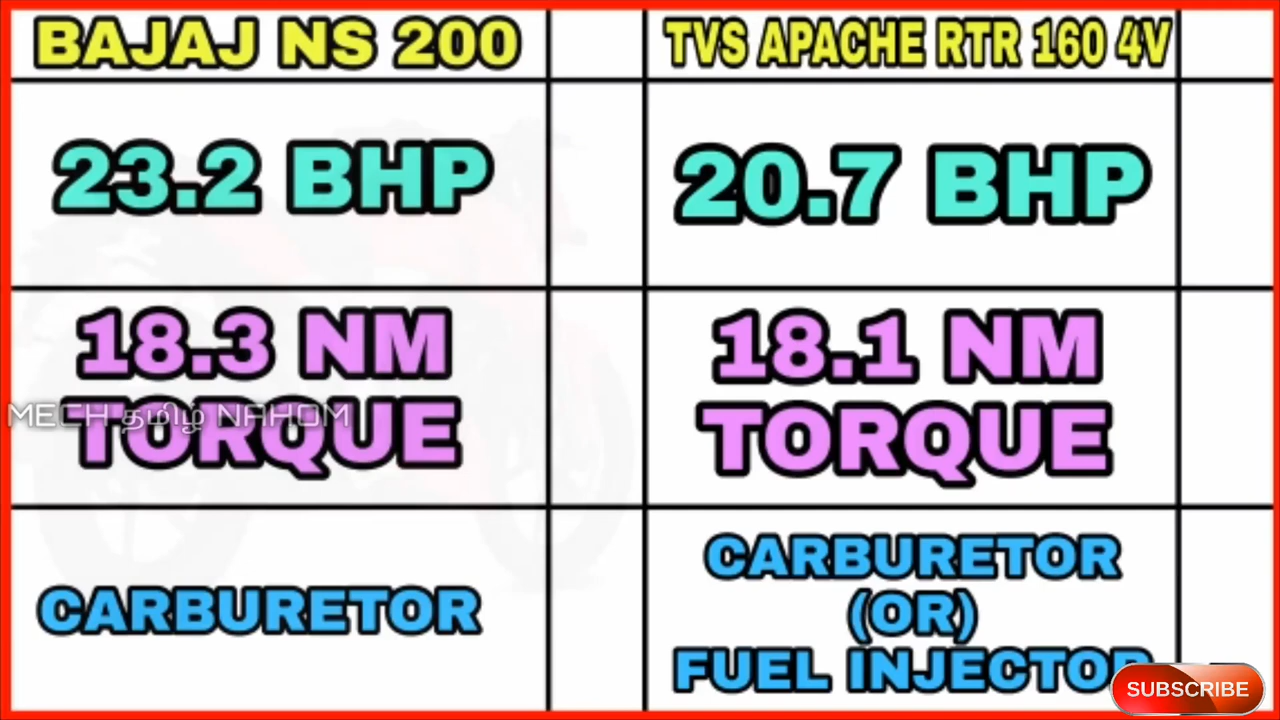 BAJAJ NS 200
TVS APACHE RTR 160 4V
23.2 BHP
20.7 BHP
18.3 NM
TORQUE
18.1 NM
TORQUE
MECH தமிழ் NAHOM
CARBURETOR
CARBURETOR
(OR)
FUEL INJECTOR
SUBSCRIBE